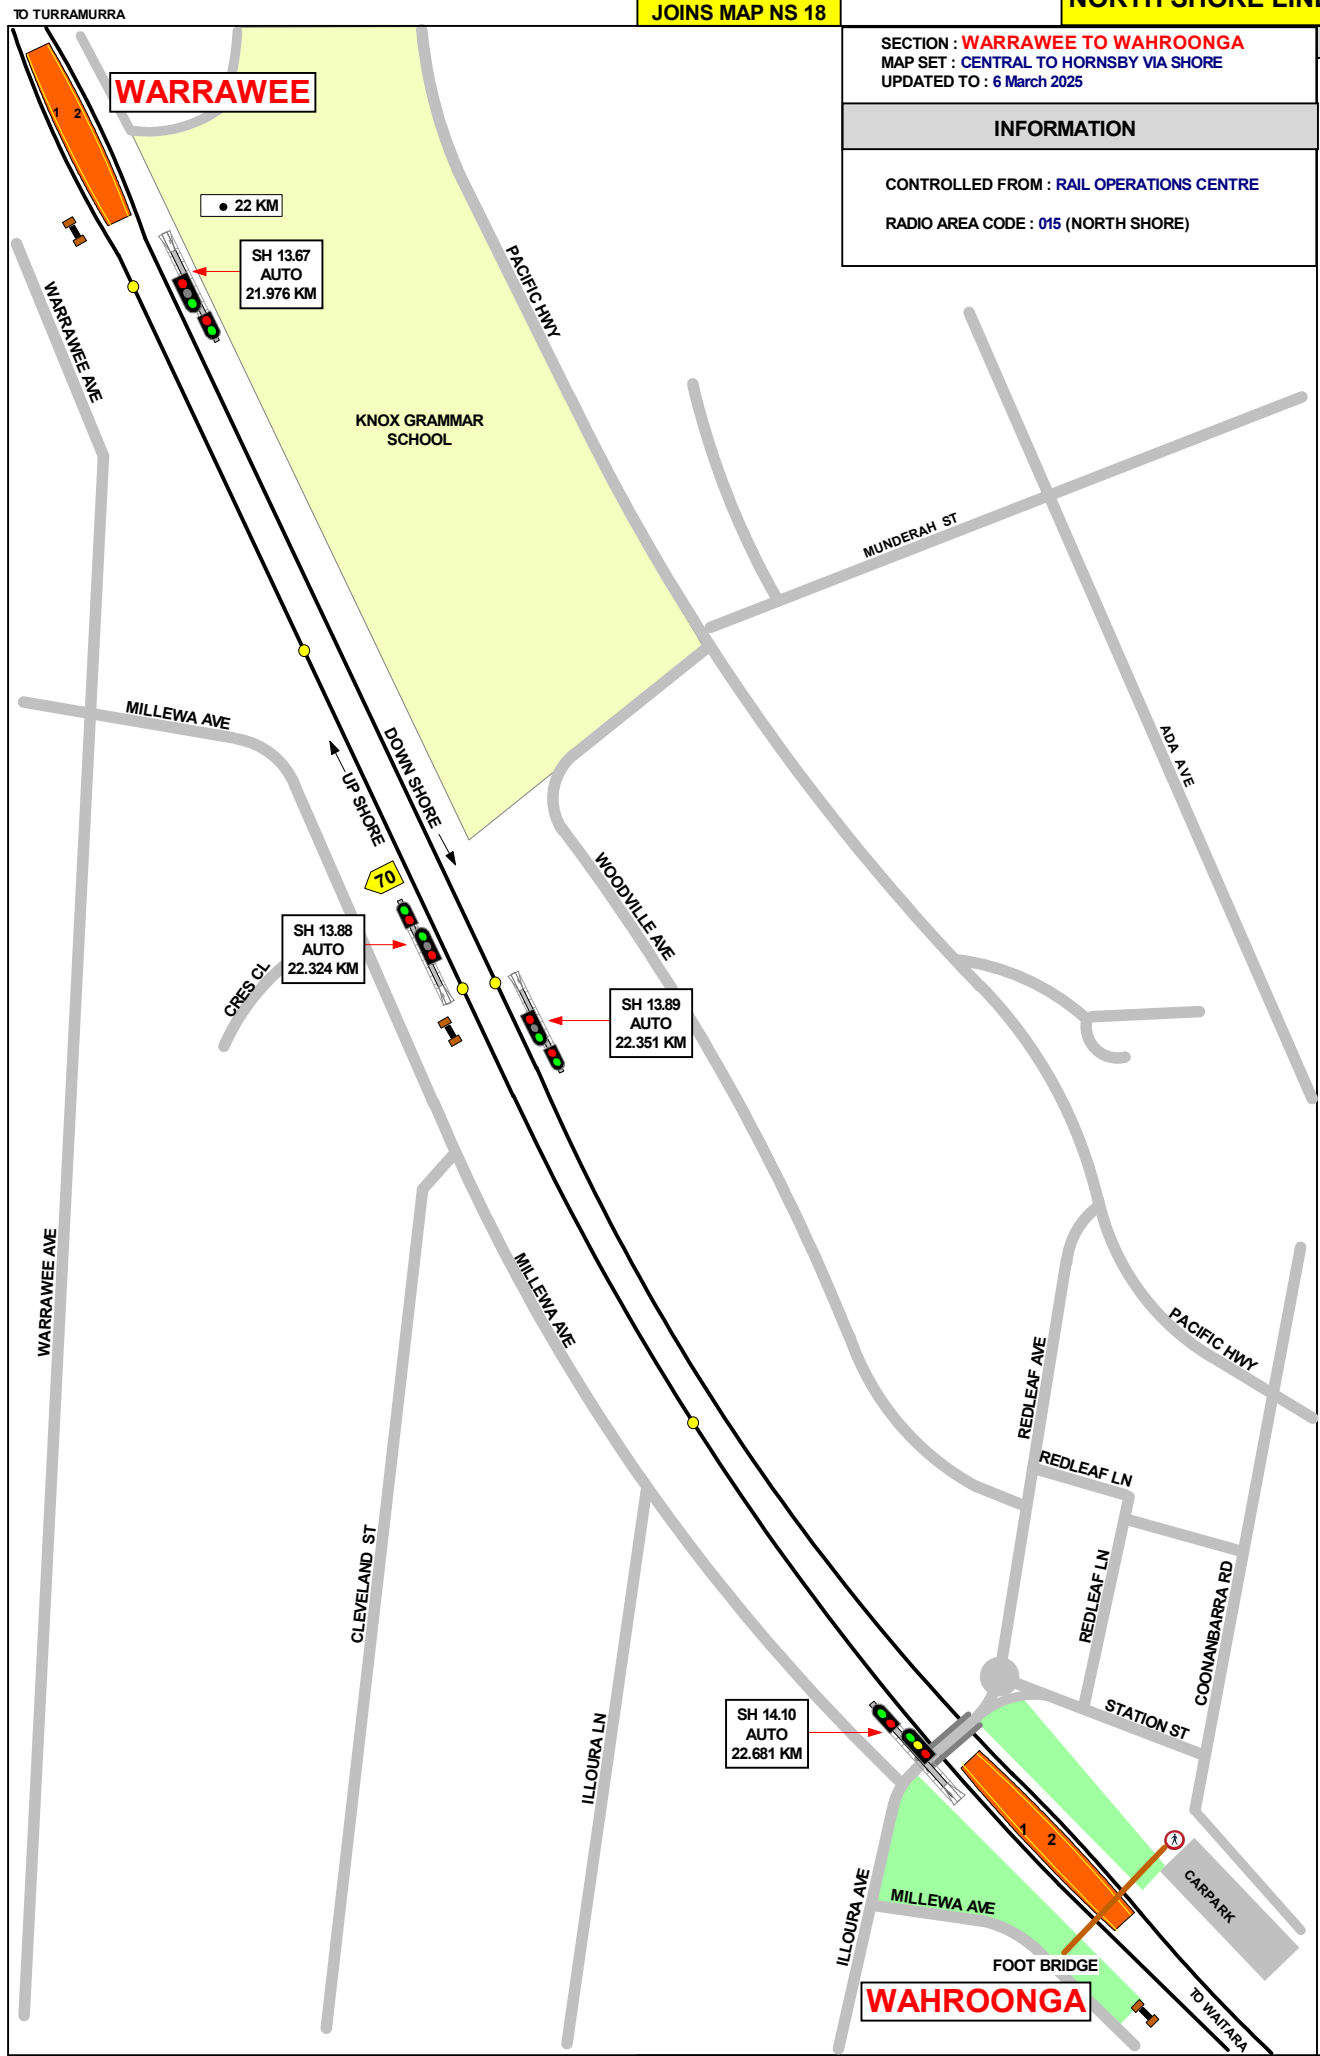 TO TURRAMURRA
JOINS MAP NS 18
NORTH SHORE LINE
SECTION : WARRAWEE TO WAHROONGA
MAP SET : CENTRAL TO HORNSBY VIA SHORE
UPDATED TO : 6 March 2025
INFORMATION
CONTROLLED FROM : RAIL OPERATIONS CENTRE
RADIO AREA CODE : 015 (NORTH SHORE)
WARRAWEE
1 2
22 KM
SH 13.67
AUTO
21.976 KM
WARRAWEE AVE
PACIFIC HWY
KNOX GRAMMAR
SCHOOL
MUNDERAH ST
MILLEWA AVE
DOWN SHORE
UP SHORE
ADA AVE
70
WOODVILLE AVE
SH 13.88
AUTO
22.324 KM
CRES CL
SH 13.89
AUTO
22.351 KM
WARRAWEE AVE
MILLEWA AVE
PACIFIC HWY
REDLEAF AVE
REDLEAF LN
CLEVELAND ST
REDLEAF LN
COONANBARRA RD
ILLOURA LN
SH 14.10
AUTO
22.681 KM
STATION ST
1 2
CARPARK
ILLOURA AVE
MILLEWA AVE
FOOT BRIDGE
WAHROONGA
TO WAITARA